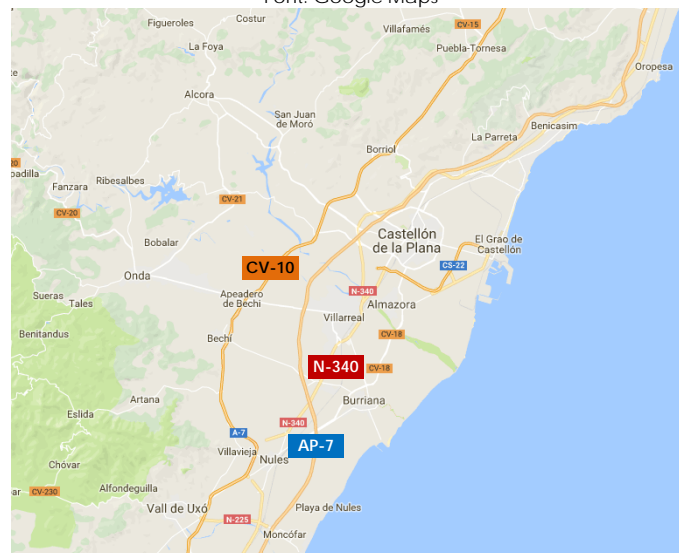 Font: Google Maps
Figueroles
Costur
CV-15
Villafamés
La Foya
Puebla-Tornesa
Oropesa
Alcora
San Juan
de Moró
Benicasim
La Parreta
Borriol
Ribesalbes
Fanzara
CV-21
CV-20
Castellón
de la Plana
El Grao de
Castellón
Bobalar
CV-10
CS-22
Onda
Apeadero
de Bechi
N-340
Almazora
Sueras
Tales
Villarreal
Benitandus
Bechí
CV-18
N-340
CV-18
Artana
Burriana
Eslida
N-340
A-7
AP-7
Villavieja
Nules
Chóvar
CV-230
Alfondeguilla
Vall de Uxó
Playa de Nules
N-225
Moncófar